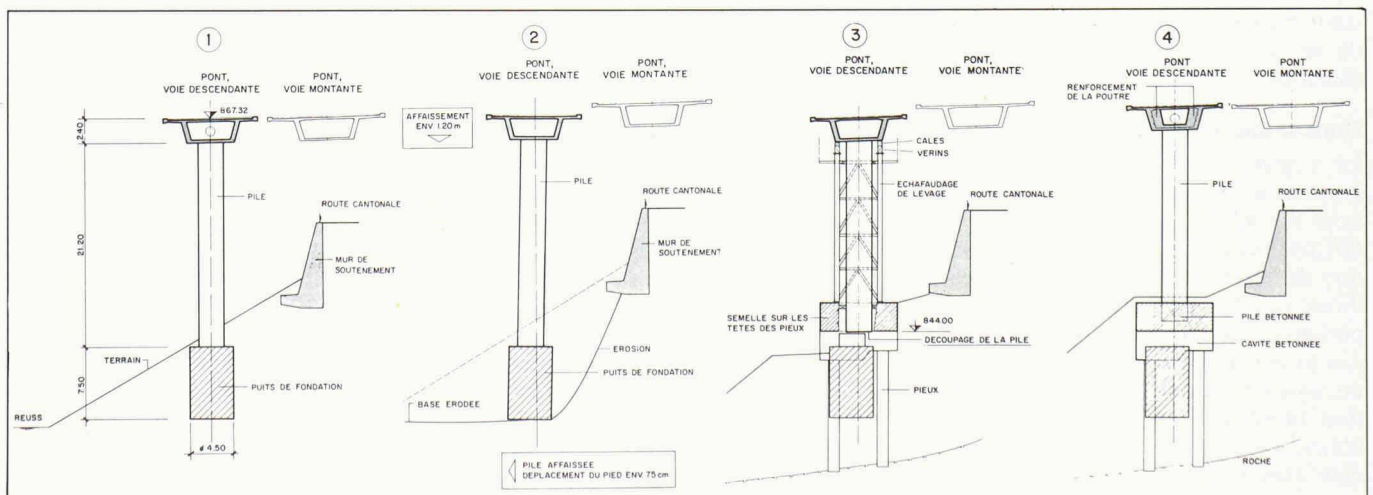 1
PONT,
VOIE DESCENDANTE
PONT,
VOIE MONTANTE
867.32
2.40
PILE
ROUTE CANTONALE
21.20
MUR DE
SOUTENEMENT
TERRAIN
7.50
PUITS DE FONDATION
REUSS
ø 4.50
2
PONT,
VOIE DESCENDANTE
PONT,
VOIE MONTANTE
AFFAISSEMENT
ENV 1.20 m
PILE
ROUTE CANTONALE
MUR DE
SOUTENEMENT
EROSION
PUITS DE FONDATION
BASE ERODEE
PILE AFFAISSEE
DEPLACEMENT DU PIED ENV. 75 cm
3
PONT,
VOIE DESCENDANTE
PONT,
VOIE MONTANTE
CALES
VERINS
ECHAFAUDAGE
DE LEVAGE
ROUTE CANTONALE
SEMELLE SUR LES
TETES DES PIEUX
844.00
DECOUPAGE DE LA PILE
PIEUX
4
PONT
VOIE DESCENDANTE
PONT,
VOIE MONTANTE
RENFORCEMENT
DE LA POUTRE
PILE
ROUTE CANTONALE
PILE BETONNEE
CAVITE BETONNEE
ROCHE